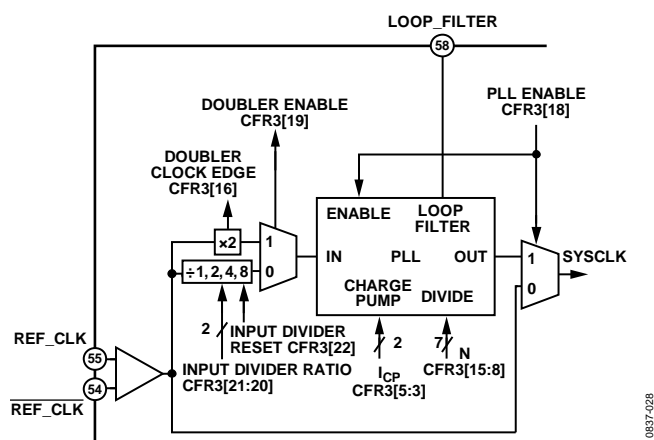 LOOP_FILTER
58
DOUBLER ENABLE
CFR3[19]
PLL ENABLE
CFR3[18]
DOUBLER
CLOCK EDGE
CFR3[16]
ENABLE
LOOP
FILTER
×2
1
IN
PLL
OUT
1
SYSCLK
÷1, 2, 4, 8
0
0
CHARGE
PUMP
DIVIDE
2
INPUT DIVIDER
RESET CFR3[22]
2
7
N
CFR3[15:8]
REF_CLK
55
INPUT DIVIDER RATIO
CFR3[21:20]
ICP
CFR3[5:3]
54
REF_CLK
0837-028